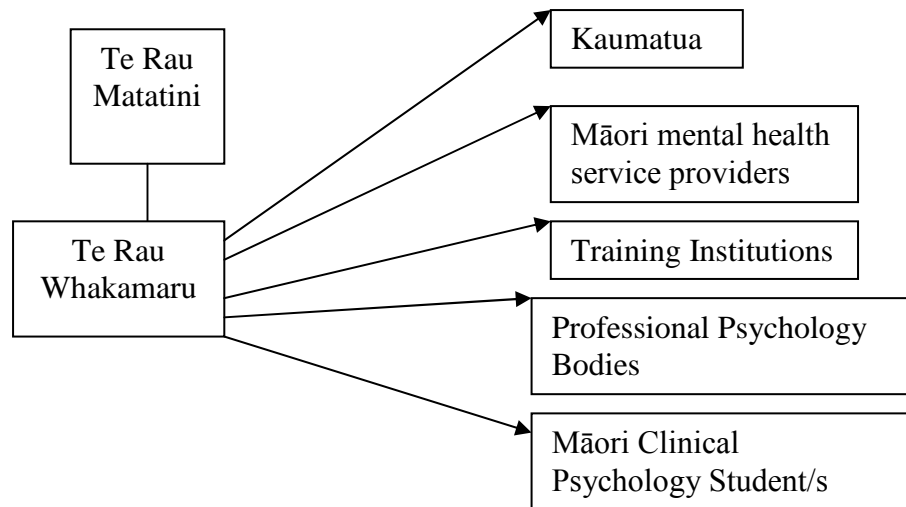 Te Rau
Matatini
Te Rau
Whakamaru
Kaumatua
Māori mental health
service providers
Training Institutions
Professional Psychology
Bodies
Māori Clinical
Psychology Student/s